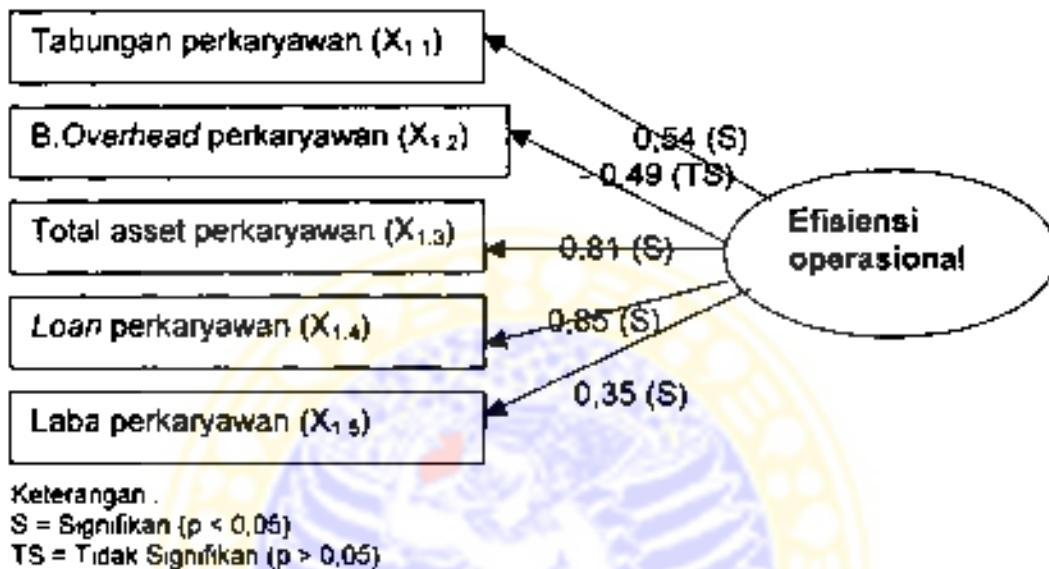 Tabungan perkaryawan (X1.1)
0,54 (S)
B.Overhead perkaryawan (X1.2)
- 0,49 (TS)
Total asset perkaryawan (X1.3)
0,81 (S)
Efisiensi
operasional
Loan perkaryawan (X1.4)
0,85 (S)
Laba perkaryawan (X1.5)
0,35 (S)
Keterangan .
S = Signifikan (p < 0,05)
TS = Tidak Signifikan (p > 0,05)